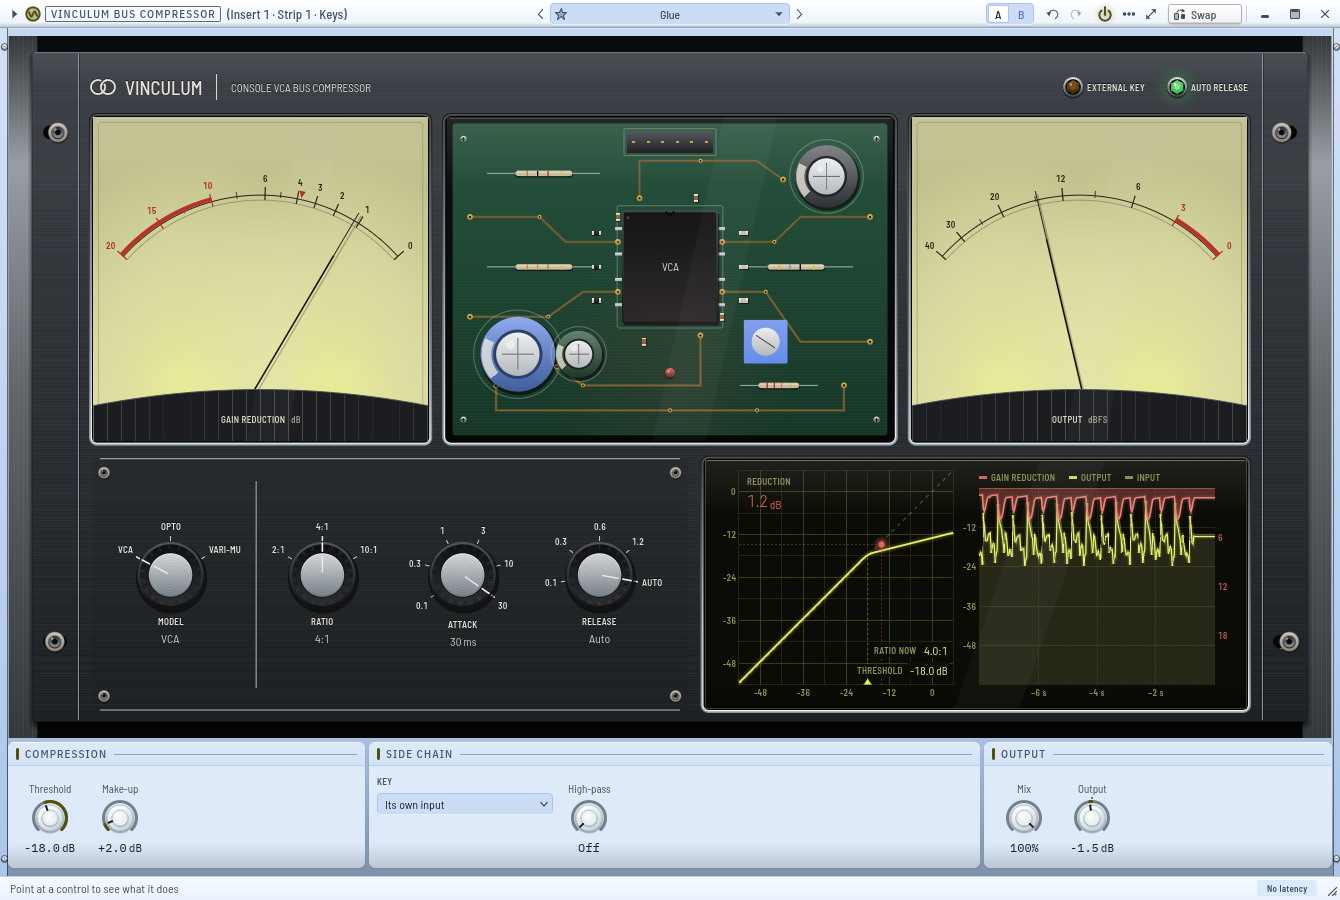 VINCULUM BUS COMPRESSOR (Insert 1 · Strip 1 · Keys)
Glue
A B
Swap
VINCULUM
CONSOLE VCA BUS COMPRESSOR
EXTERNAL KEY
AUTO RELEASE
20 15 10 6 4 3 2 1 0
GAIN REDUCTION dB
VCA
40 30 20 12 6 3 0
OUTPUT dBFS
VCA OPTO VARI-MU
MODEL
VCA
2:1 4:1 10:1
RATIO
4:1
0.1 0.3 1 3 10 30
ATTACK
30 ms
0.1 0.3 0.6 1.2 AUTO
RELEASE
Auto
REDUCTION
1.2 dB
0
-12
-24
-36
-48
RATIO NOW 4.0:1
THRESHOLD -18.0 dB
-48 -36 -24 -12 0
GAIN REDUCTION OUTPUT INPUT
-12
-24
-36
-48
6
12
18
-6 s -4 s -2 s
COMPRESSION
Threshold
-18.0 dB
Make-up
+2.0 dB
SIDE CHAIN
KEY
Its own input
High-pass
Off
OUTPUT
Mix
100%
Output
-1.5 dB
Point at a control to see what it does
No latency